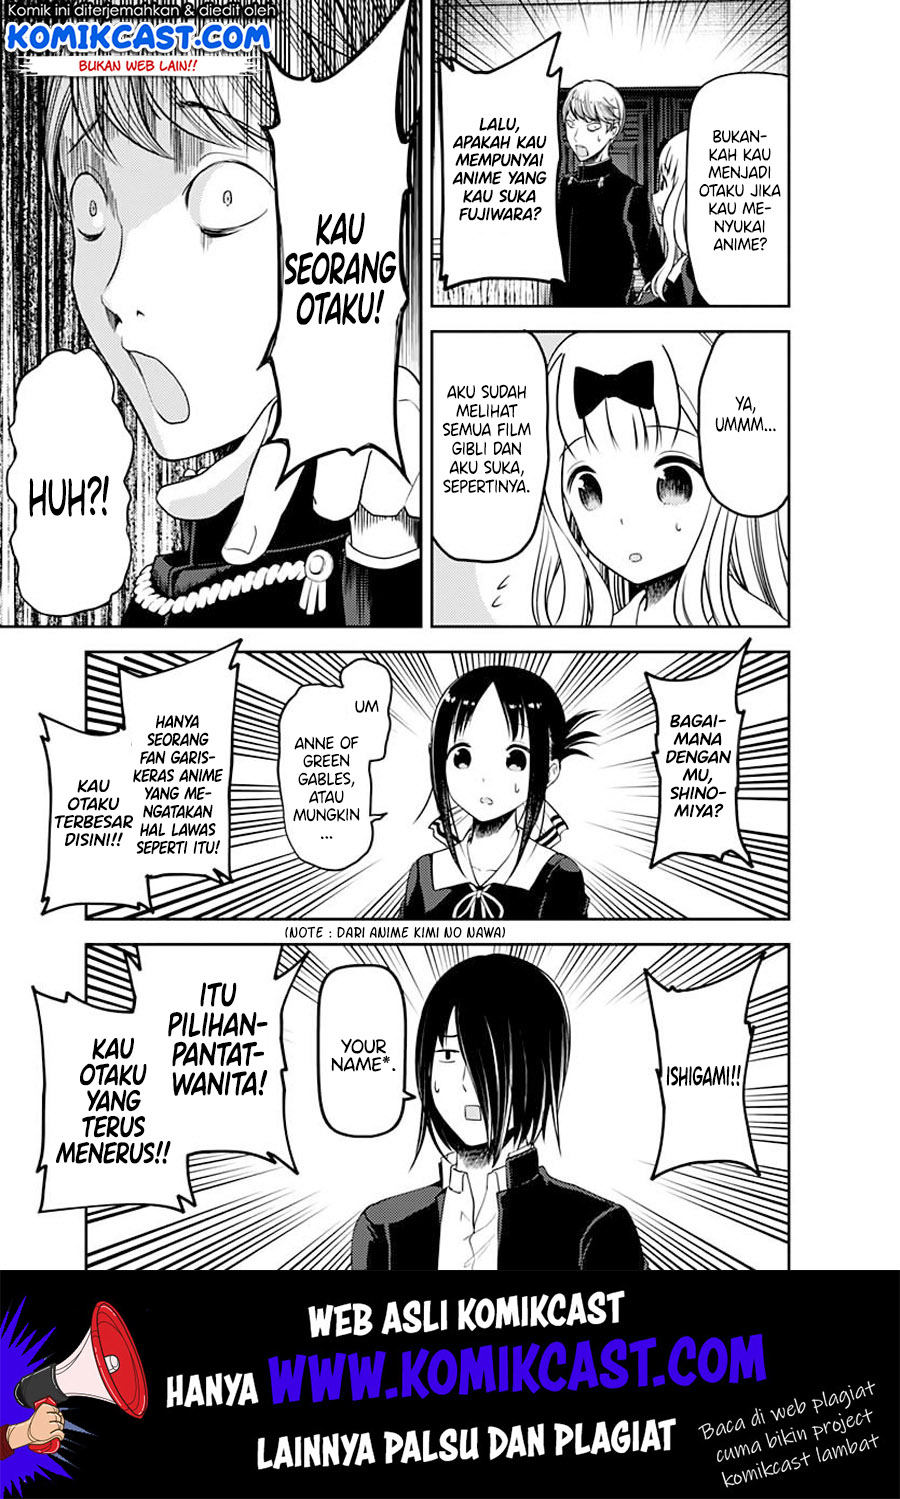 Komik ini diterjemahkan & diedit oleh
KOMIKCAST.COM
BUKAN WEB LAIN!!
BUKAN-
KAH KAU
MENJADI
OTAKU JIKA
KAU ME-
NYUKAI
ANIME?
LALU,
APAKAH KAU
MEMPUNYAI
ANIME YANG
KAU SUKA
FUJIWARA?
YA,
UMMM...
AKU SUDAH
MELIHAT
SEMUA FILM
GIBLI DAN
AKU SUKA,
SEPERTINYA.
KAU
SEORANG
OTAKU!
HUH?!
BAGAI-
MANA
DENGAN
MU,
SHINO-
MIYA?
UM
ANNE OF
GREEN
GABLES,
ATAU
MUNGKIN
...
HANYA
SEORANG
FAN GARIS-
KERAS ANIME
YANG ME-
NGATAKAN
HAL LAWAS
SEPERTI ITU!
KAU
OTAKU
TERBESAR
DISINI!!
(NOTE : DARI ANIME KIMI NO NAWA)
ISHIGAMI!!
YOUR
NAME*.
ITU
PILIHAN-
PANTAT-
WANITA!
KAU
OTAKU
YANG
TERUS
MENERUS!!
WEB ASLI KOMIKCAST
HANYA WWW.KOMIKCAST.COM
LAINNYA PALSU DAN PLAGIAT
Baca di web plagiat
cuma bikin project
komikcast lambat